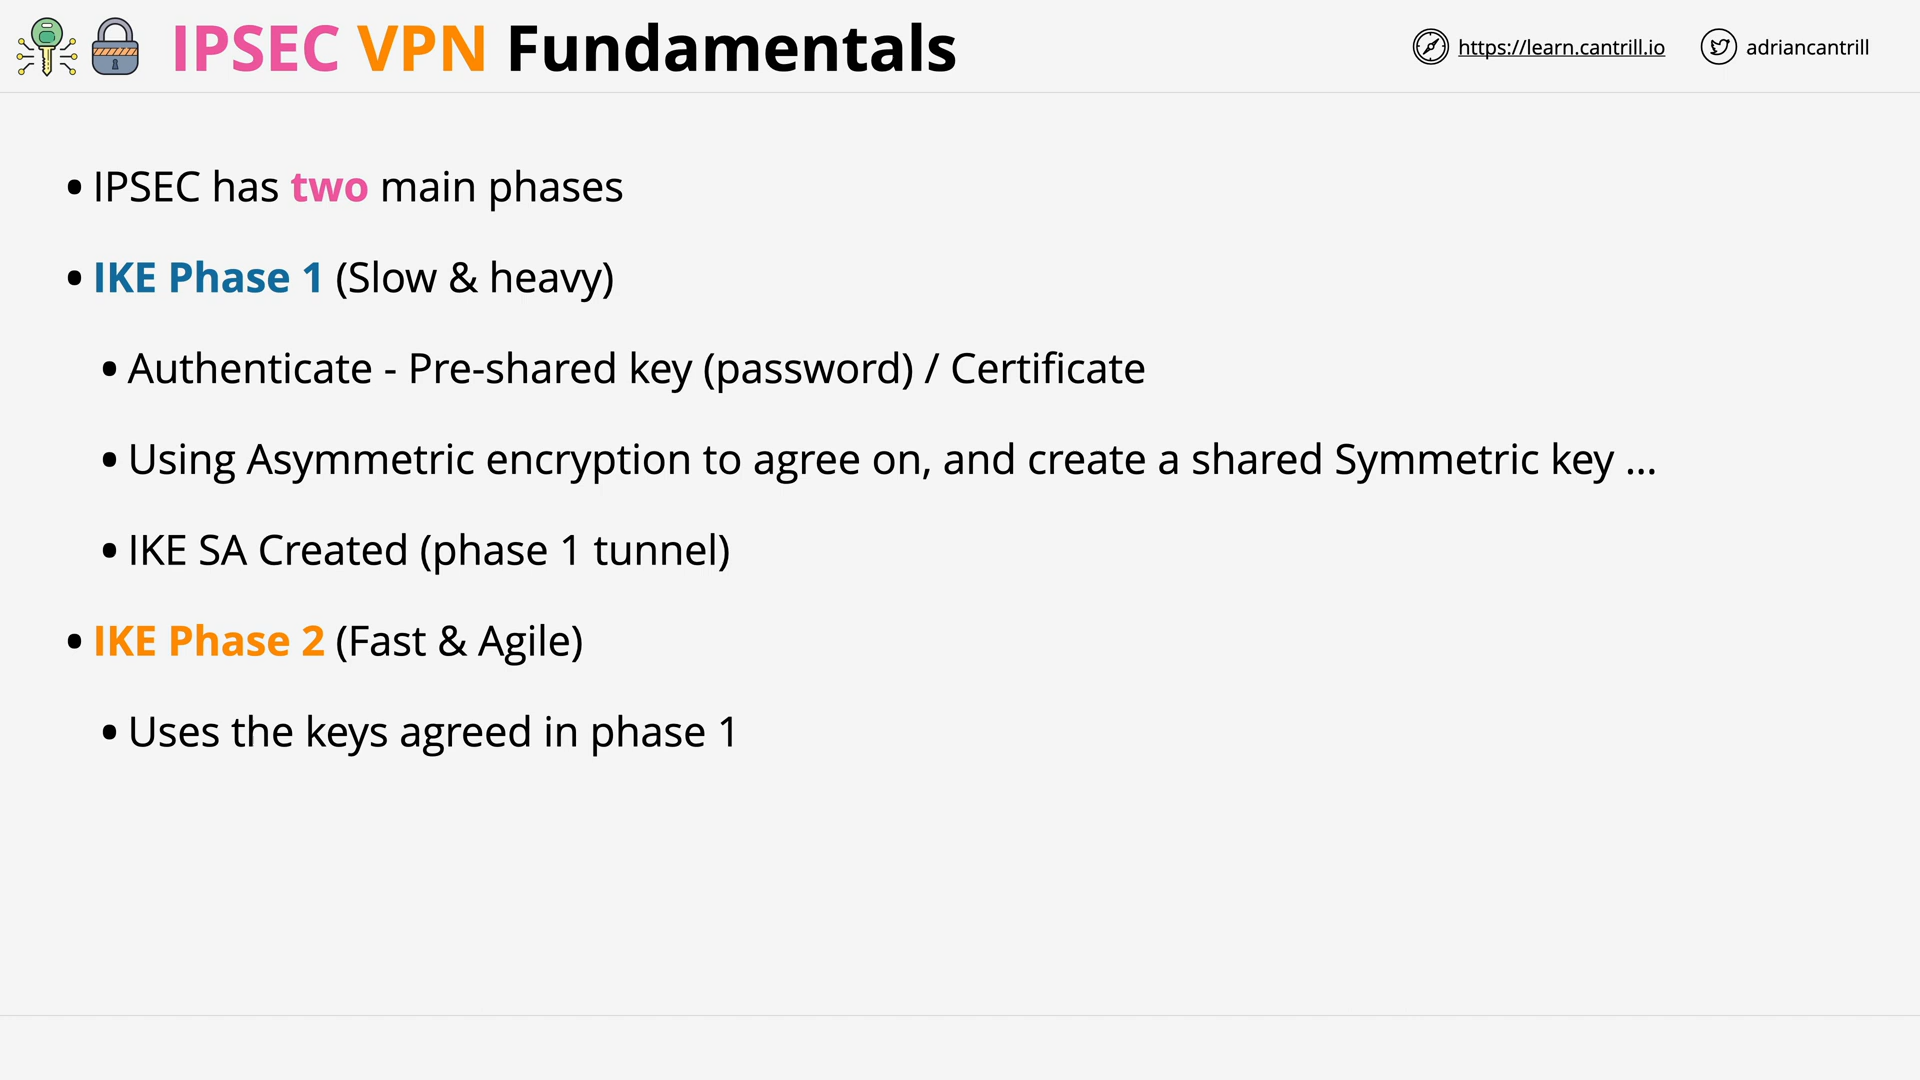 IPSEC VPN Fundamentals
https://learn.cantrill.io
adriancantrill
• IPSEC has two main phases
• IKE Phase 1 (Slow & heavy)
• Authenticate - Pre-shared key (password) / Certificate
• Using Asymmetric encryption to agree on, and create a shared Symmetric key ...
• IKE SA Created (phase 1 tunnel)
• IKE Phase 2 (Fast & Agile)
• Uses the keys agreed in phase 1